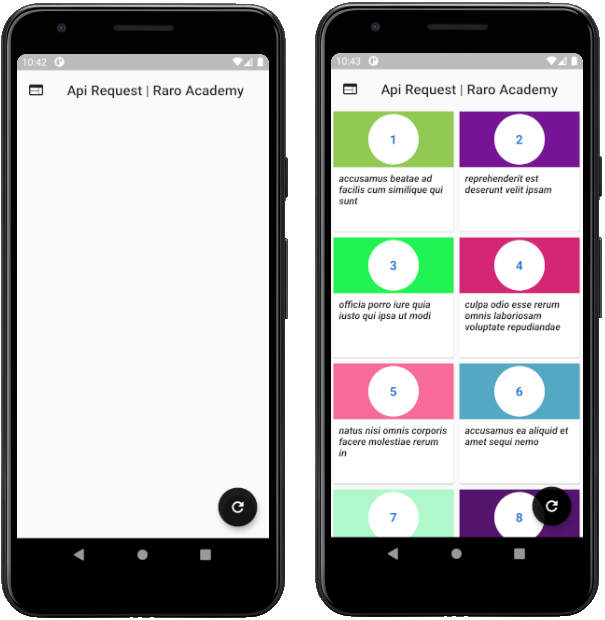 10:42
Api Request | Raro Academy
10:43
Api Request | Raro Academy
1
2
accusamus beatae ad
facilis cum similique qui
sunt
reprehenderit est
deserunt velit ipsam
3
4
officia porro iure quia
iusto qui ipsa ut modi
culpa odio esse rerum
omnis laboriosam
voluptate repudiandae
5
6
natus nisi omnis corporis
facere molestiae rerum
in
accusamus ea aliquid et
amet sequi nemo
7
8